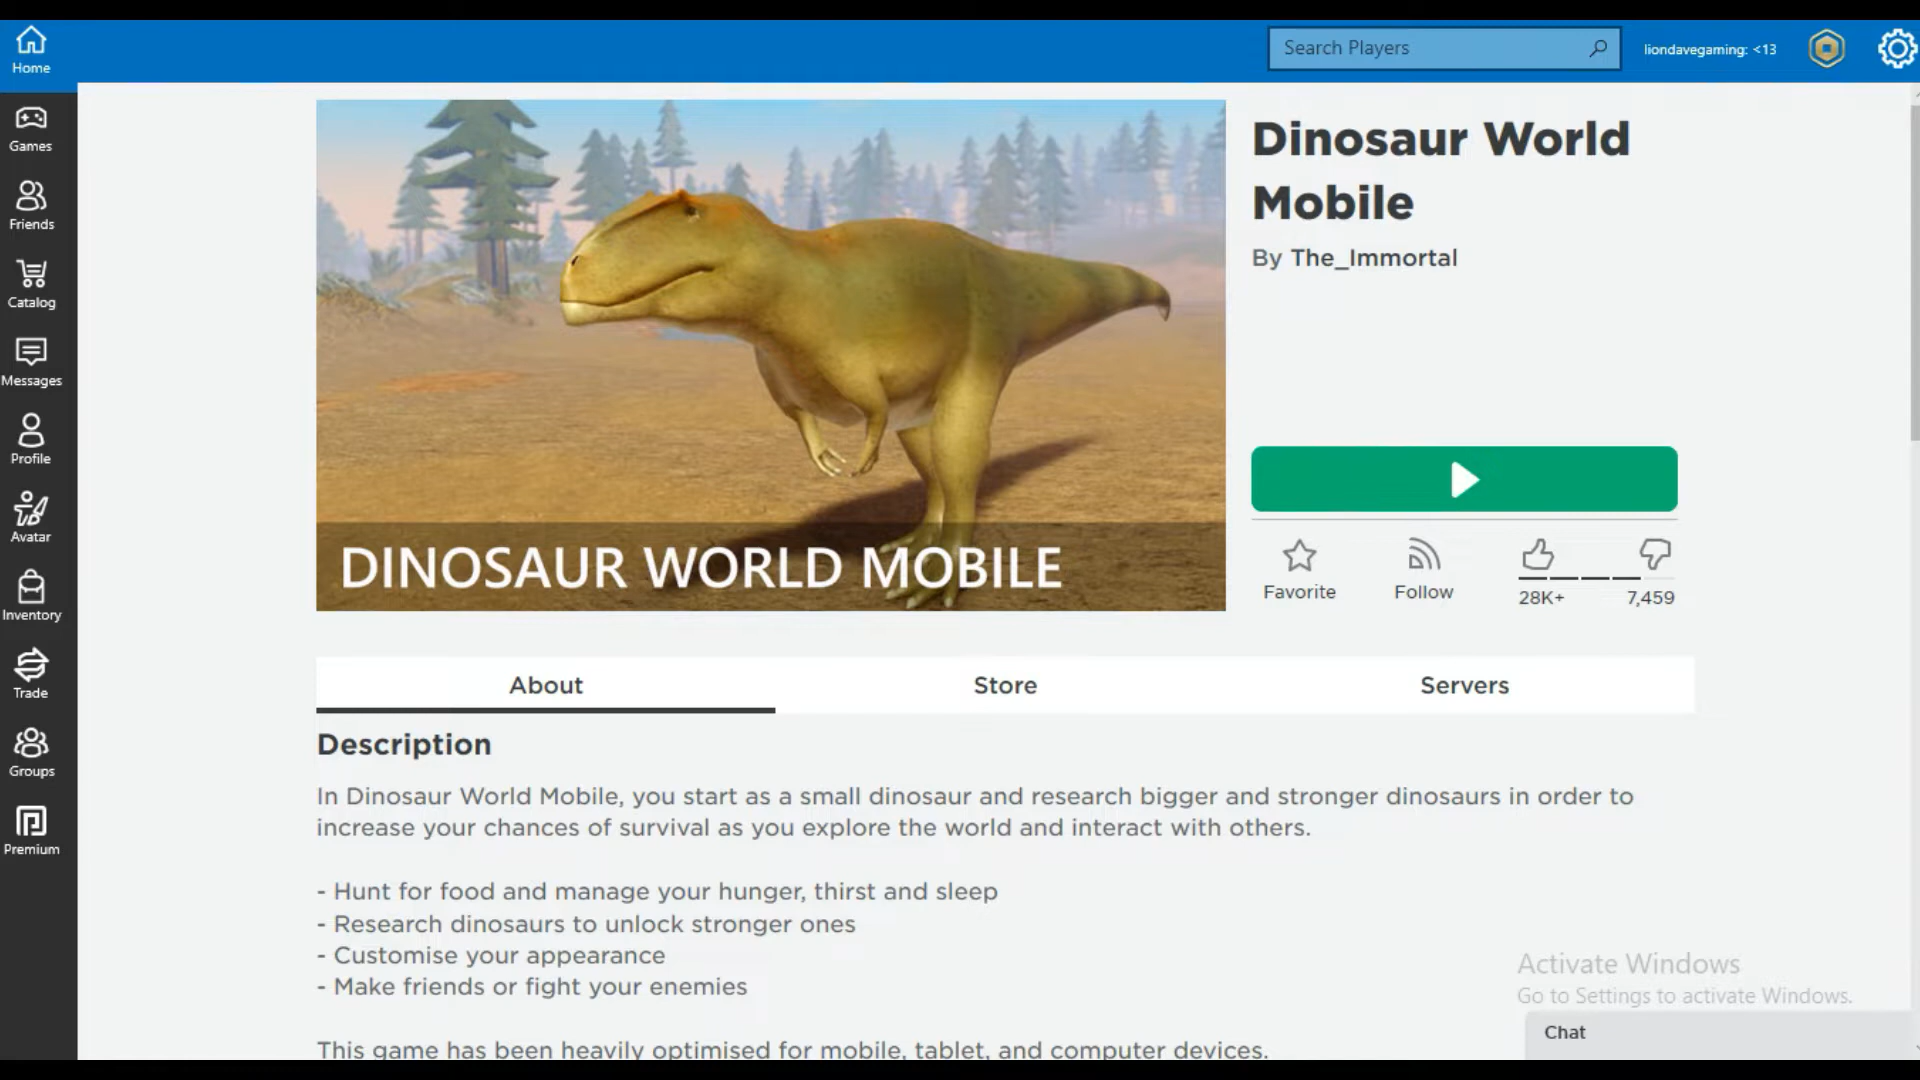 Home
Search Players
liondavegaming: <13
Games
Friends
Catalog
Messages
Profile
Avatar
Inventory
Trade
Groups
Premium
DINOSAUR WORLD MOBILE
Dinosaur World
Mobile
By The_Immortal
Favorite
Follow
28K+
7,459
About
Store
Servers
Description
In Dinosaur World Mobile, you start as a small dinosaur and research bigger and stronger dinosaurs in order to
increase your chances of survival as you explore the world and interact with others.
- Hunt for food and manage your hunger, thirst and sleep
- Research dinosaurs to unlock stronger ones
- Customise your appearance
- Make friends or fight your enemies
This game has been heavily optimised for mobile, tablet, and computer devices.
Activate Windows
Go to Settings to activate Windows.
Chat